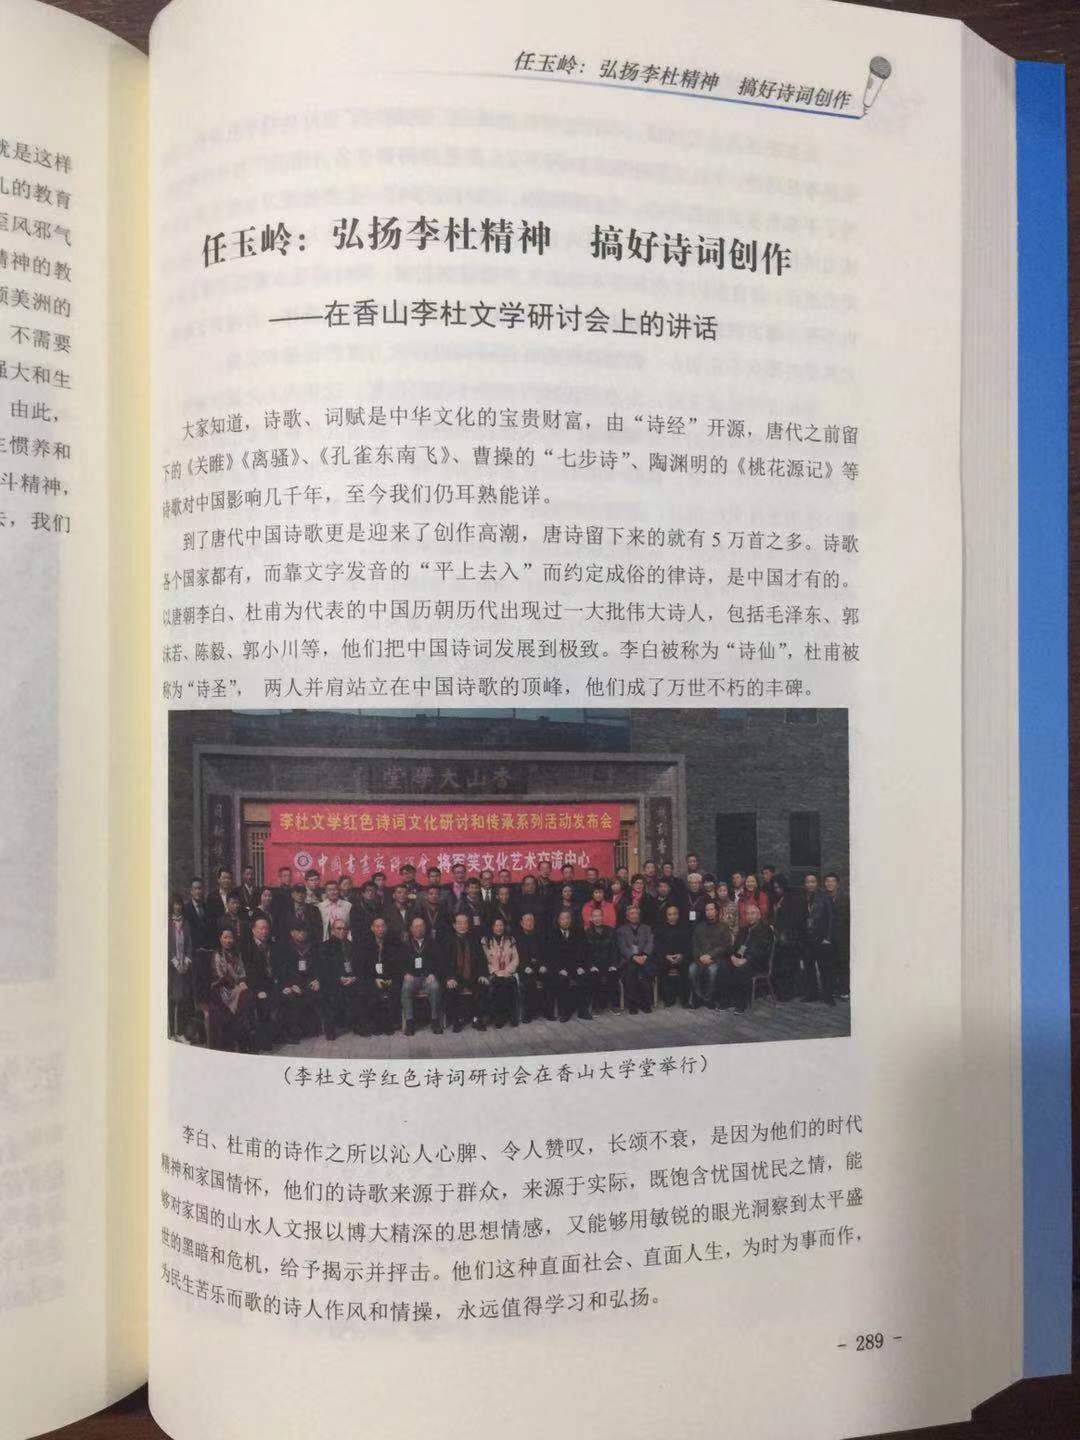 就是这样
儿的教育
歪风邪气
精神的教
领美洲的
不需要
强大和生
由此，
生惯养和
斗精神，
去，我们
任玉岭：弘扬李杜精神　搞好诗词创作
任玉岭：弘扬李杜精神　搞好诗词创作
——在香山李杜文学研讨会上的讲话
大家知道，诗歌、词赋是中华文化的宝贵财富，由“诗经”开源，唐代之前留
下的《关雎》《离骚》、《孔雀东南飞》、曹操的“七步诗”、陶渊明的《桃花源记》等
诗歌对中国影响几千年，至今我们仍耳熟能详。
到了唐代中国诗歌更是迎来了创作高潮，唐诗留下来的就有 5 万首之多。诗歌
各个国家都有，而靠文字发音的“平上去入”而约定成俗的律诗，是中国才有的。
以唐朝李白、杜甫为代表的中国历朝历代出现过一大批伟大诗人，包括毛泽东、郭
沫若、陈毅、郭小川等，他们把中国诗词发展到极致。李白被称为“诗仙”，杜甫被
称为“诗圣”， 两人并肩站立在中国诗歌的顶峰，他们成了万世不朽的丰碑。
堂學大山香
李杜文学红色诗词文化研讨和传承系列活动发布会
中国书画家联谊会 将军笑文化艺术交流中心
（李杜文学红色诗词研讨会在香山大学堂举行）
李白、杜甫的诗作之所以沁人心脾、令人赞叹，长颂不衰，是因为他们的时代
精神和家国情怀，他们的诗歌来源于群众，来源于实际，既饱含忧国忧民之情，能
够对家国的山水人文报以博大精深的思想情感，又能够用敏锐的眼光洞察到太平盛
世的黑暗和危机，给予揭示并抨击。他们这种直面社会、直面人生，为时为事而作，
为民生苦乐而歌的诗人作风和情操，永远值得学习和弘扬。
- 289 -